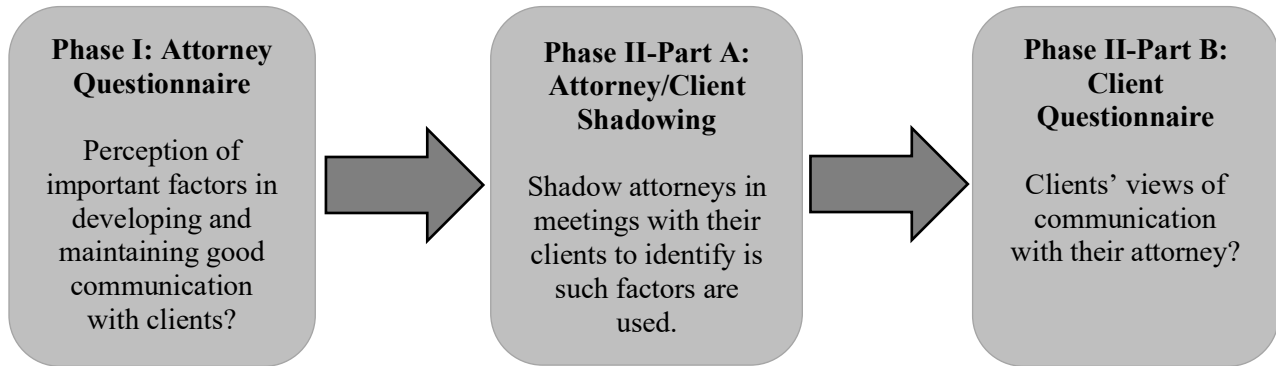 Phase I: Attorney
Questionnaire
Perception of
important factors in
developing and
maintaining good
communication
with clients?
Phase II-Part A:
Attorney/Client
Shadowing
Shadow attorneys in
meetings with their
clients to identify is
such factors are
used.
Phase II-Part B:
Client
Questionnaire
Clients’ views of
communication
with their attorney?